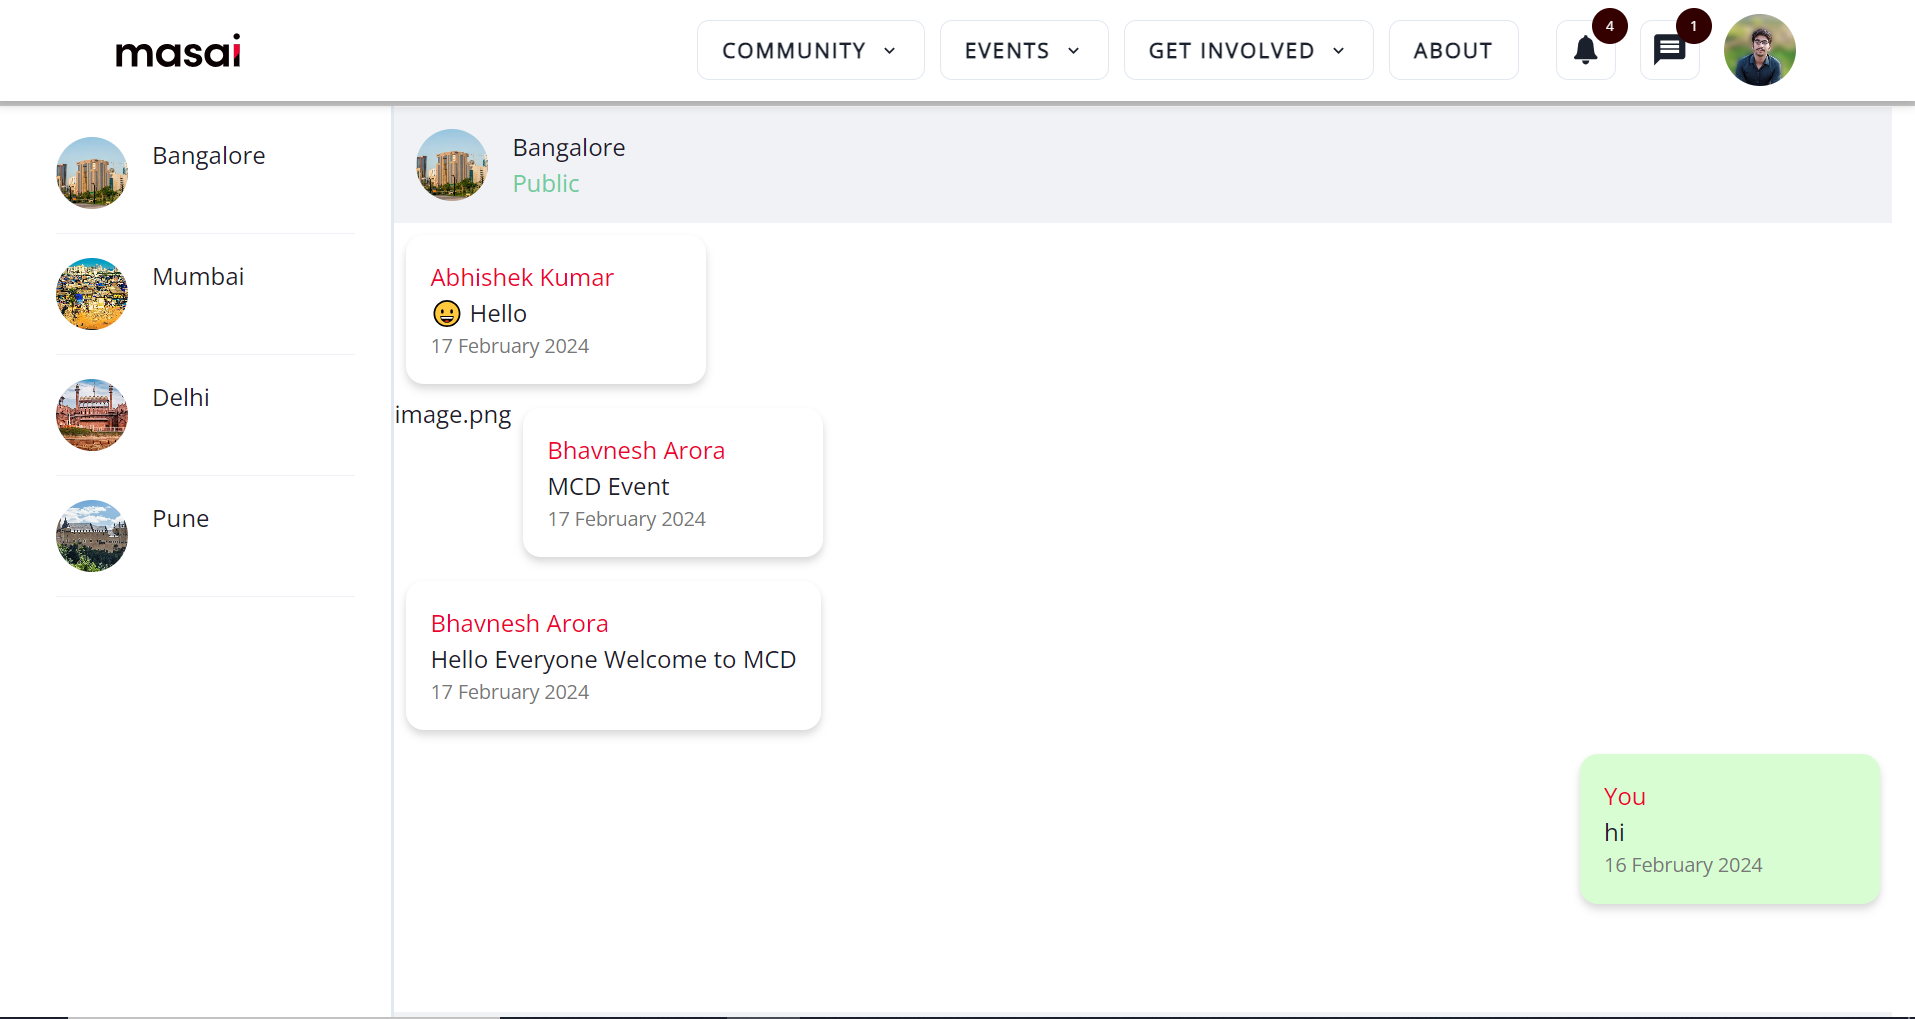 masai
COMMUNITY
EVENTS
GET INVOLVED
ABOUT
4
1
Bangalore
Mumbai
Delhi
Pune
Bangalore
Public
Abhishek Kumar
😀 Hello
17 February 2024
image.png
Bhavnesh Arora
MCD Event
17 February 2024
Bhavnesh Arora
Hello Everyone Welcome to MCD
17 February 2024
You
hi
16 February 2024